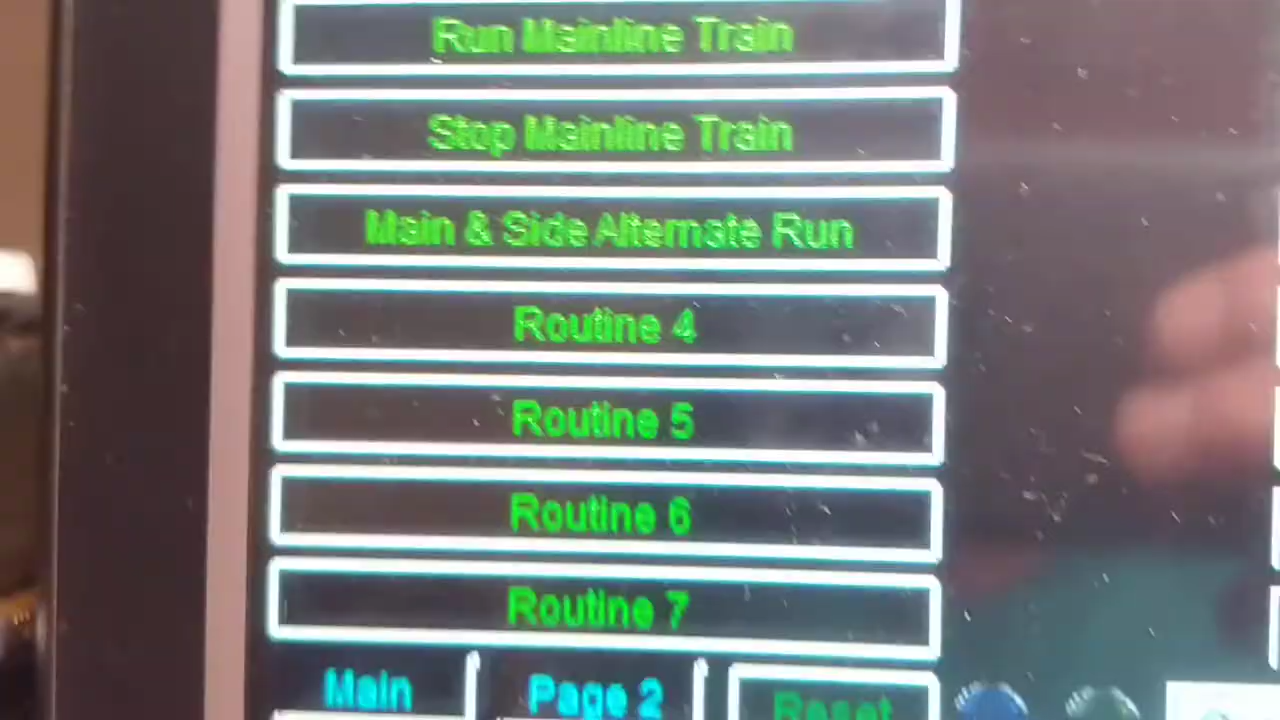 Run Mainline Train
Stop Mainline Train
Main & Side Alternate Run
Routine 4
Routine 5
Routine 6
Routine 7
Main Page 2 Reset